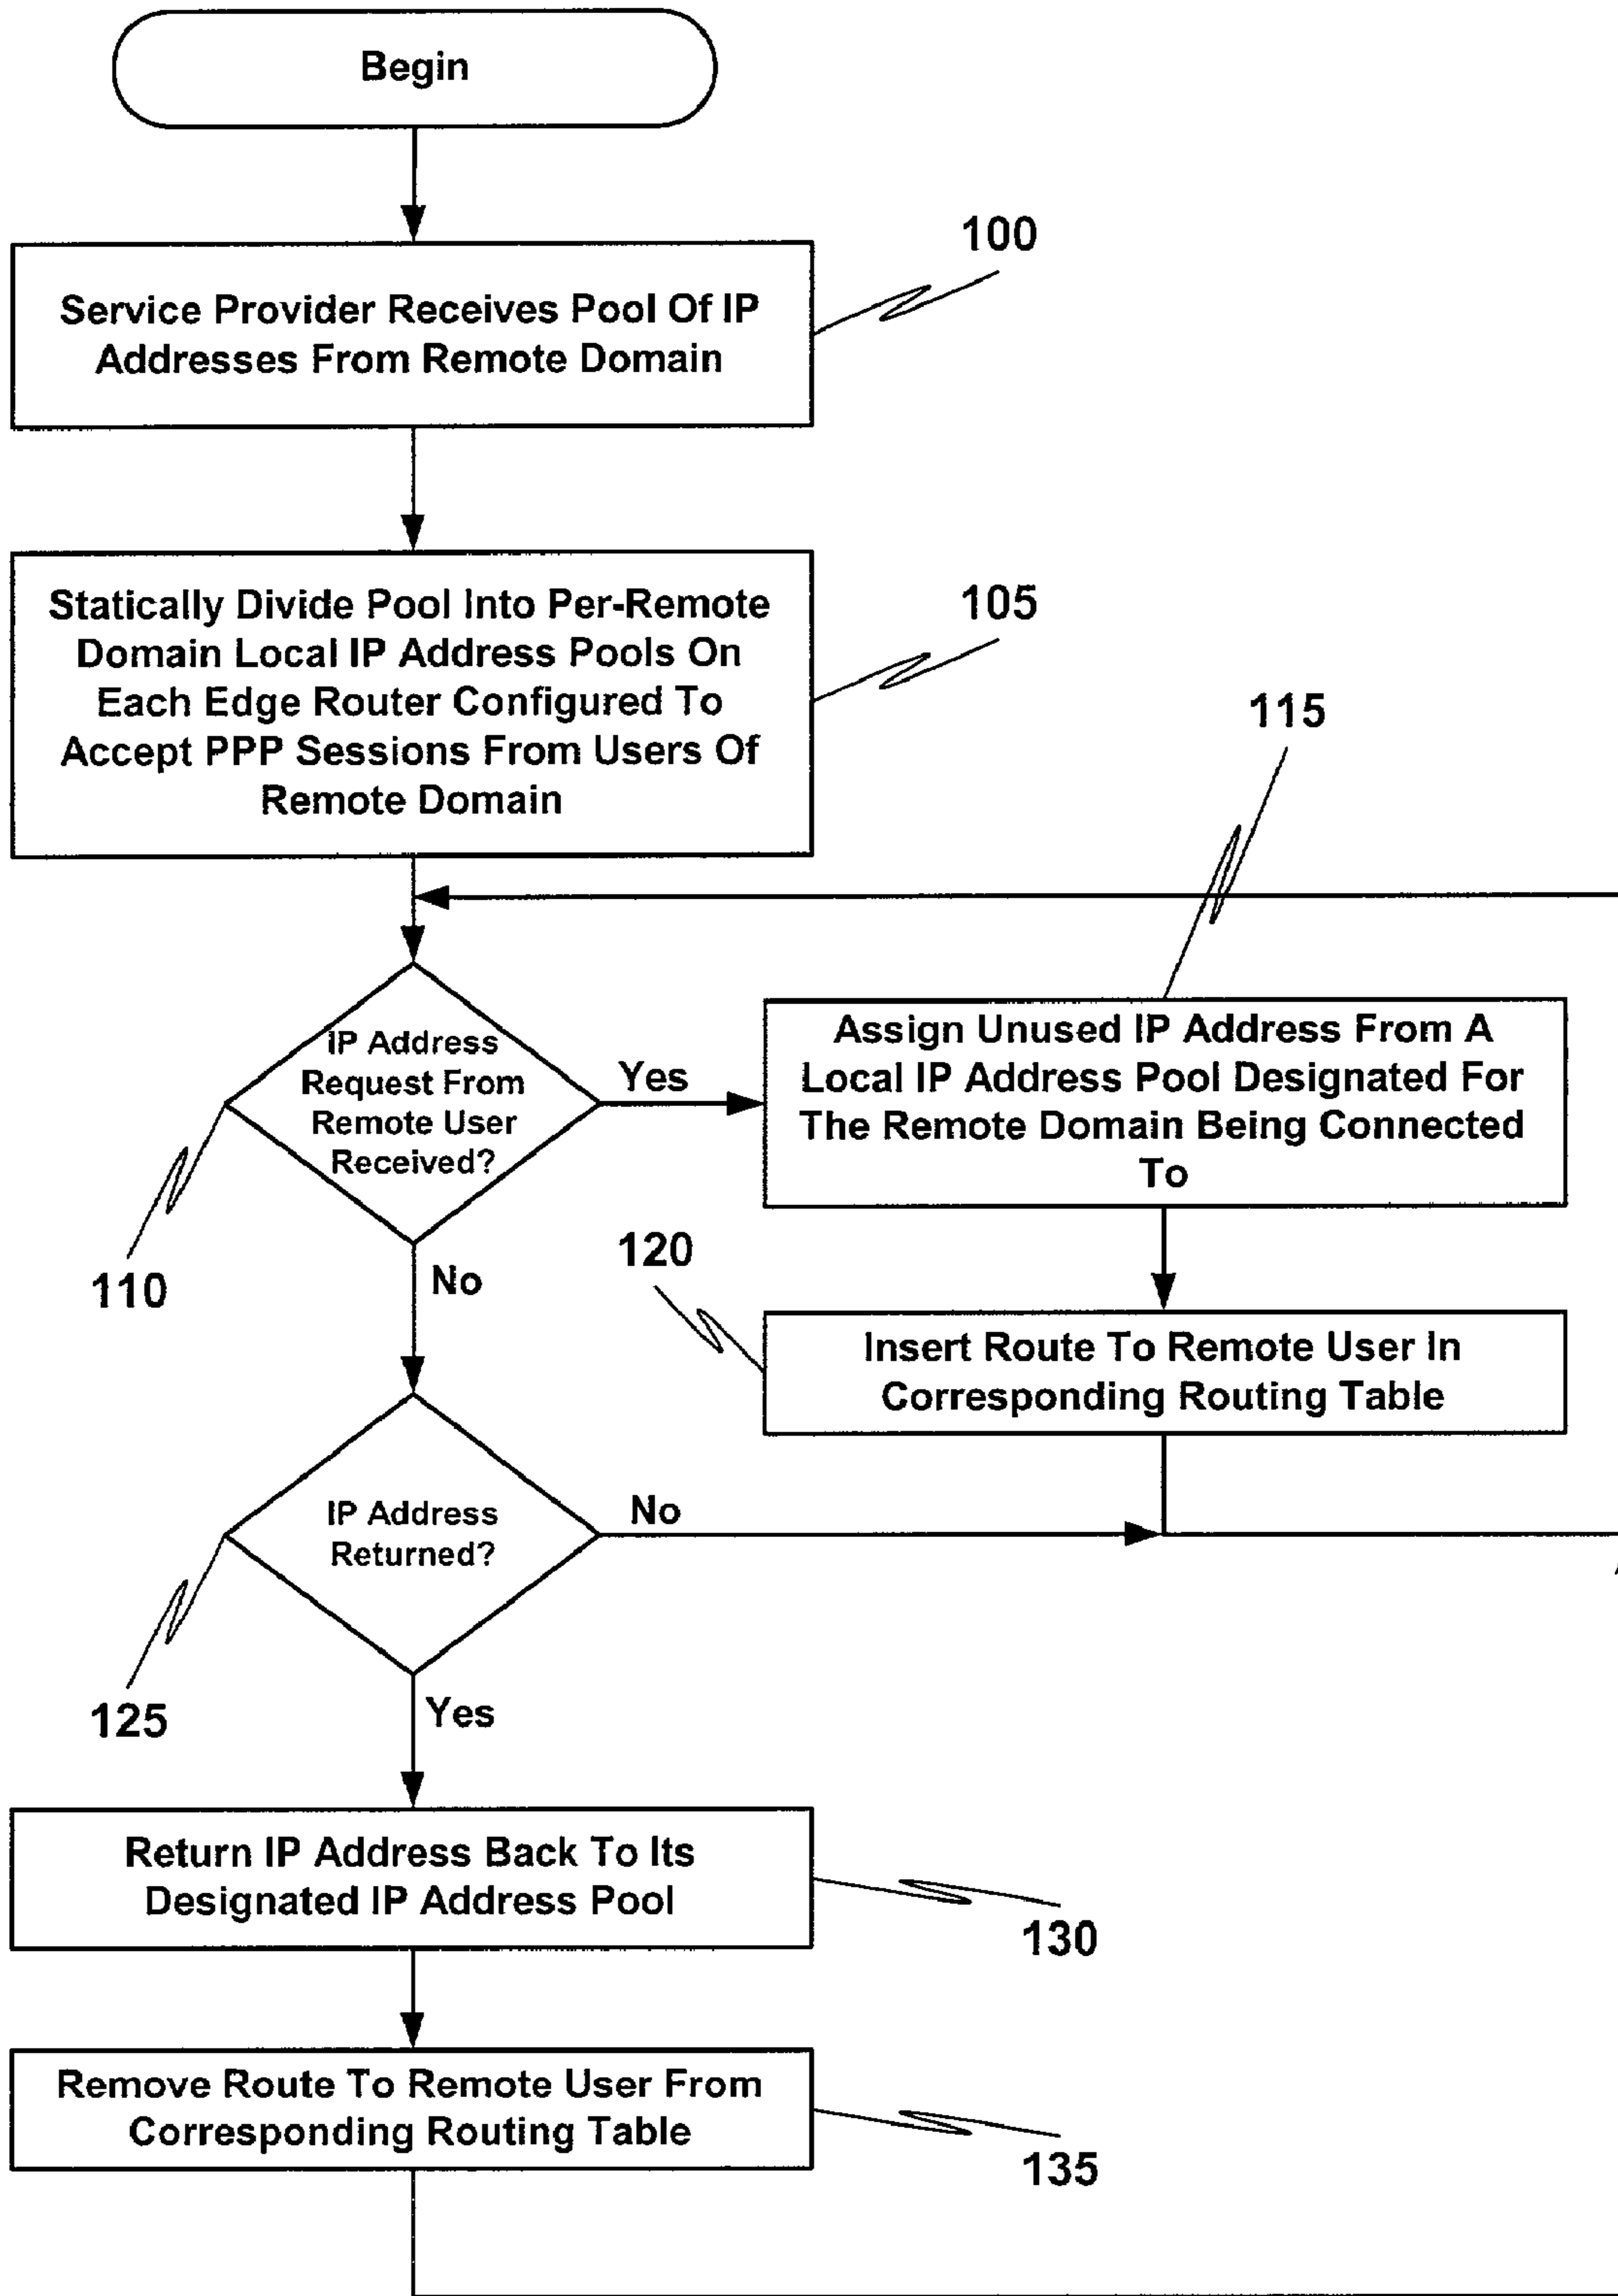 Begin
100
Service Provider Receives Pool Of IP
Addresses From Remote Domain
105
Statically Divide Pool Into Per-Remote
Domain Local IP Address Pools On
Each Edge Router Configured To
Accept PPP Sessions From Users Of
Remote Domain
115
IP Address
Request From
Remote User
Received?
Yes
Assign Unused IP Address From A
Local IP Address Pool Designated For
The Remote Domain Being Connected
To
110
No
120
Insert Route To Remote User In
Corresponding Routing Table
IP Address
Returned?
No
125
Yes
Return IP Address Back To Its
Designated IP Address Pool
130
Remove Route To Remote User From
Corresponding Routing Table
135